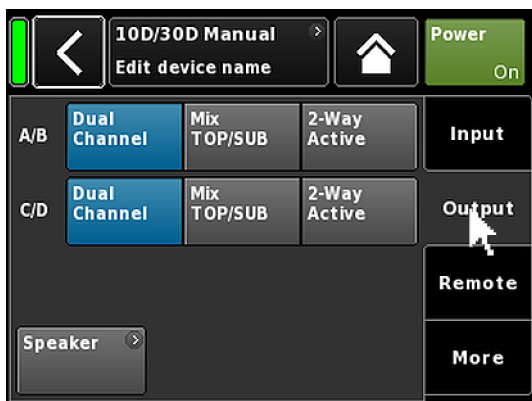 10D/30D Manual
Edit device name
Power
On
A/B
Dual
Channel
Mix
TOP/SUB
2-Way
Active
Input
C/D
Dual
Channel
Mix
TOP/SUB
2-Way
Active
Output
Remote
Speaker
More